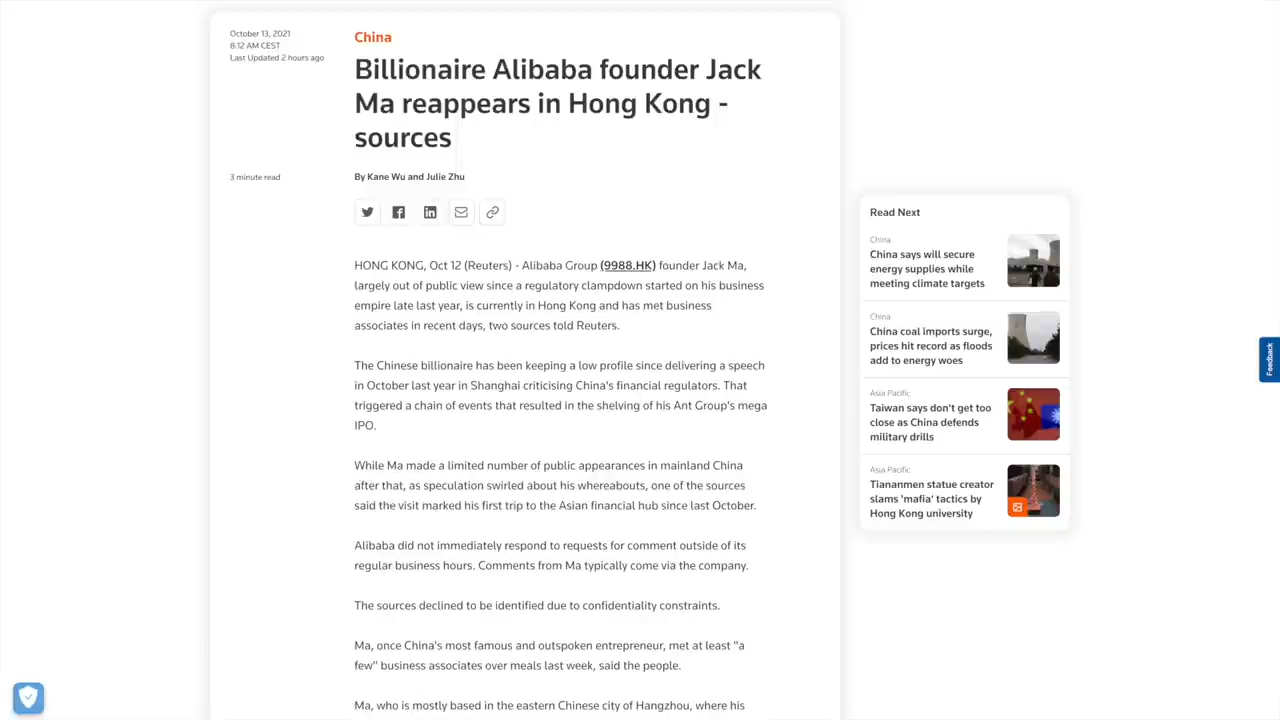 October 13, 2021
8:12 AM CEST
Last Updated 2 hours ago
China
Billionaire Alibaba founder Jack
Ma reappears in Hong Kong -
sources
3 minute read
By Kane Wu and Julie Zhu
HONG KONG, Oct 12 (Reuters) - Alibaba Group (9988.HK) founder Jack Ma,
largely out of public view since a regulatory clampdown started on his business
empire late last year, is currently in Hong Kong and has met business
associates in recent days, two sources told Reuters.
The Chinese billionaire has been keeping a low profile since delivering a speech
in October last year in Shanghai criticising China's financial regulators. That
triggered a chain of events that resulted in the shelving of his Ant Group's mega
IPO.
While Ma made a limited number of public appearances in mainland China
after that, as speculation swirled about his whereabouts, one of the sources
said the visit marked his first trip to the Asian financial hub since last October.
Alibaba did not immediately respond to requests for comment outside of its
regular business hours. Comments from Ma typically come via the company.
The sources declined to be identified due to confidentiality constraints.
Ma, once China's most famous and outspoken entrepreneur, met at least "a
few" business associates over meals last week, said the people.
Ma, who is mostly based in the eastern Chinese city of Hangzhou, where his
Read Next
China
China says will secure
energy supplies while
meeting climate targets
China
China coal imports surge,
prices hit record as floods
add to energy woes
Asia Pacific
Taiwan says don't get too
close as China defends
military drills
Asia Pacific
Tiananmen statue creator
slams 'mafia' tactics by
Hong Kong university
Feedback